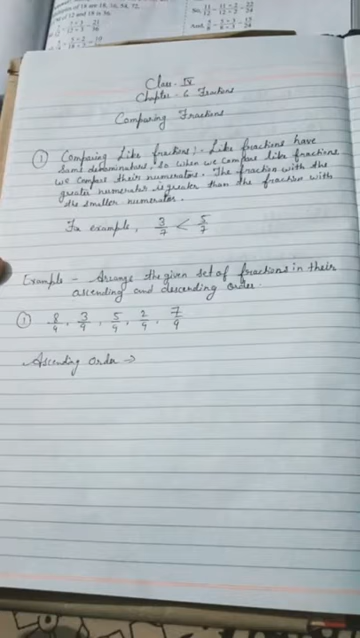 Class - IV
Chapter - 6 Fractions
Comparing Fractions
① Comparing Like fractions :- Like fractions have
same denominators. So when we compare like fractions
we compare their numerators. The fraction with the
greater numerator is greater than the fraction with
the smaller numerator.
For example, 3/7 < 5/7
Example - Arrange the given set of fractions in their
ascending and descending order.
① 8/9, 3/9, 5/9, 2/9, 7/9
Ascending order →